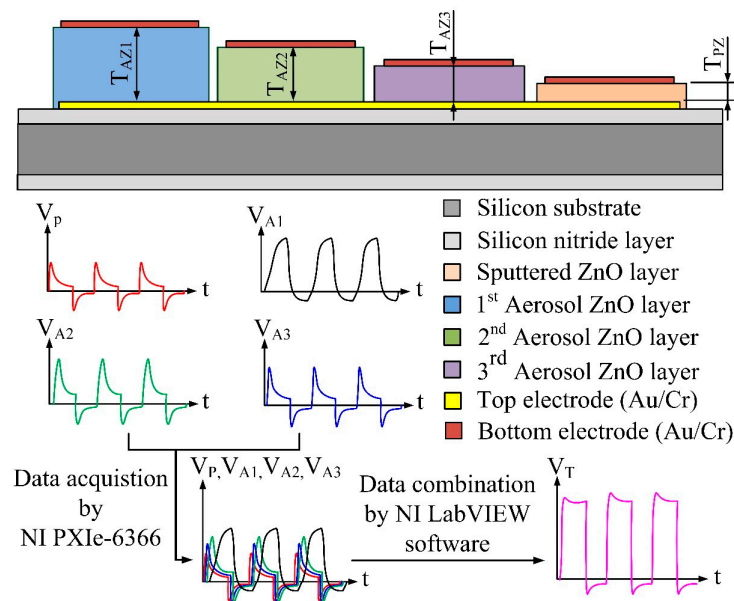 T_AZ1
T_AZ2
T_AZ3
T_PZ
V_p
t
V_A1
t
V_A2
t
V_A3
t
Silicon substrate
Silicon nitride layer
Sputtered ZnO layer
1st Aerosol ZnO layer
2nd Aerosol ZnO layer
3rd Aerosol ZnO layer
Top electrode (Au/Cr)
Bottom electrode (Au/Cr)
Data acquistion
by
NI PXIe-6366
V_P,V_A1,V_A2,V_A3
t
Data combination
by NI LabVIEW
software
V_T
t